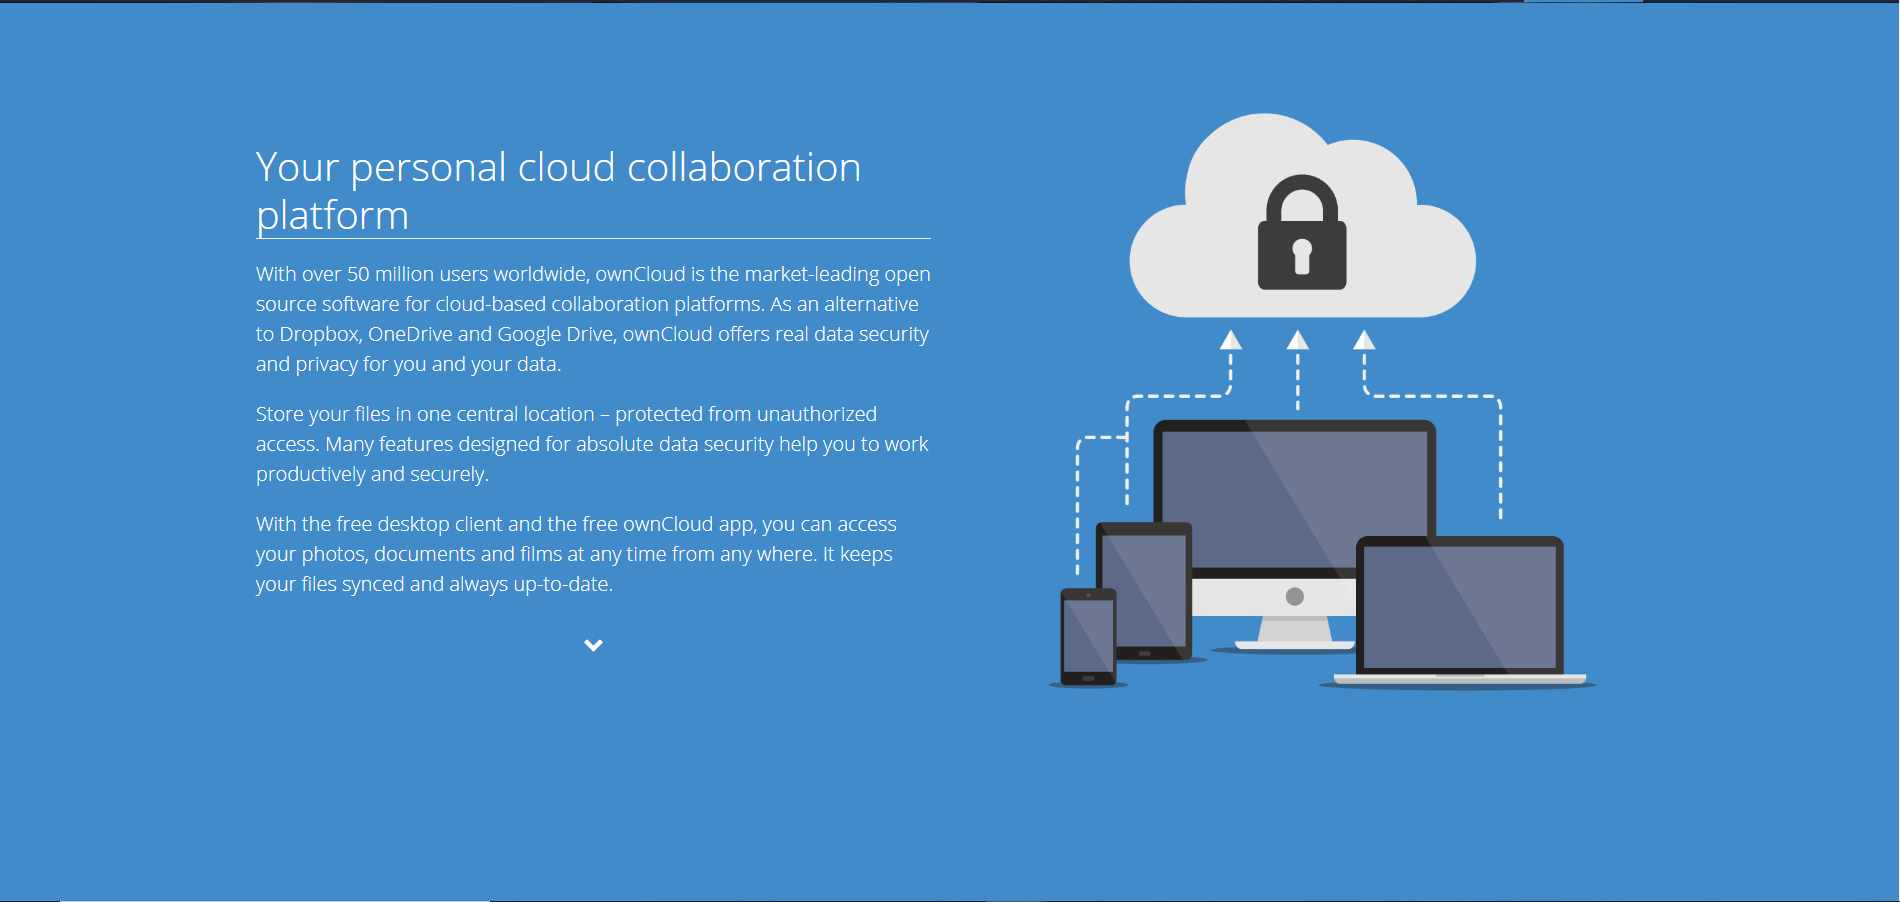 Your personal cloud collaboration
platform
With over 50 million users worldwide, ownCloud is the market-leading open
source software for cloud-based collaboration platforms. As an alternative
to Dropbox, OneDrive and Google Drive, ownCloud offers real data security
and privacy for you and your data.
Store your files in one central location – protected from unauthorized
access. Many features designed for absolute data security help you to work
productively and securely.
With the free desktop client and the free ownCloud app, you can access
your photos, documents and films at any time from any where. It keeps
your files synced and always up-to-date.